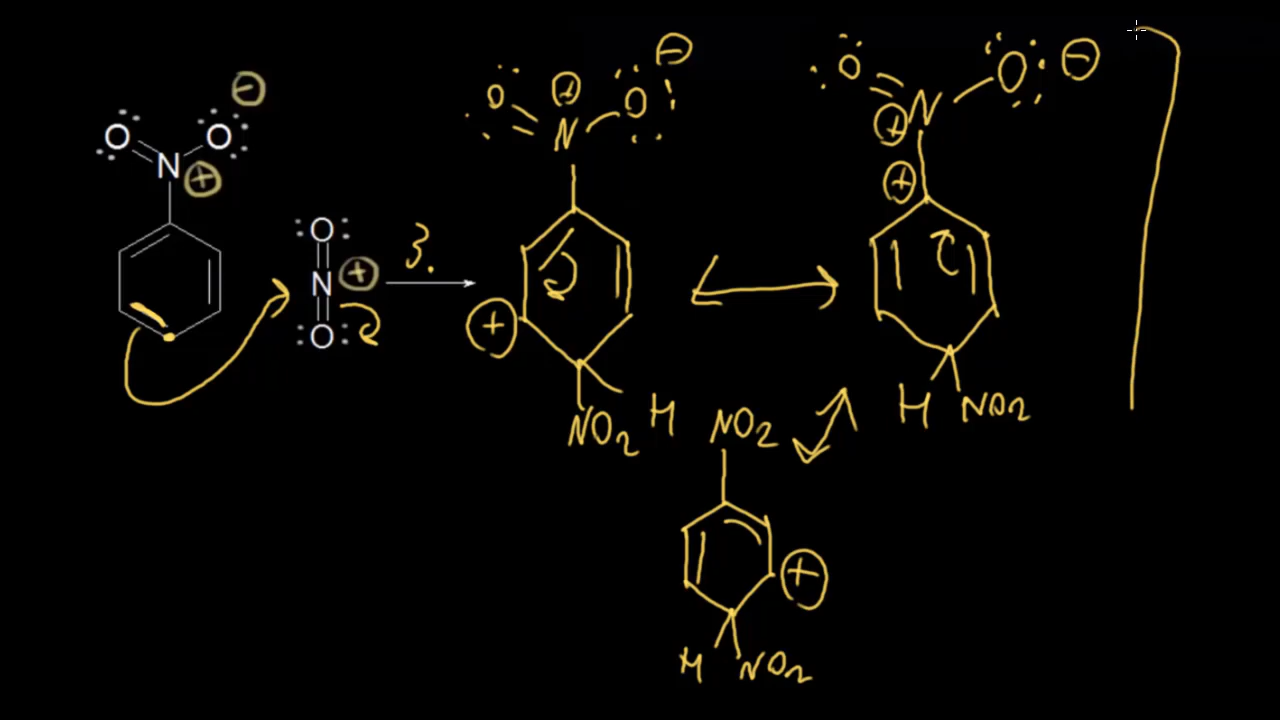 O O ⊖
N ⊕
O
N ⊕
O
3.
O ⊕ O ⊖
N
⊕
NO2 H
O O ⊖
⊕ N
⊕
H NO2
NO2
⊕
H NO2